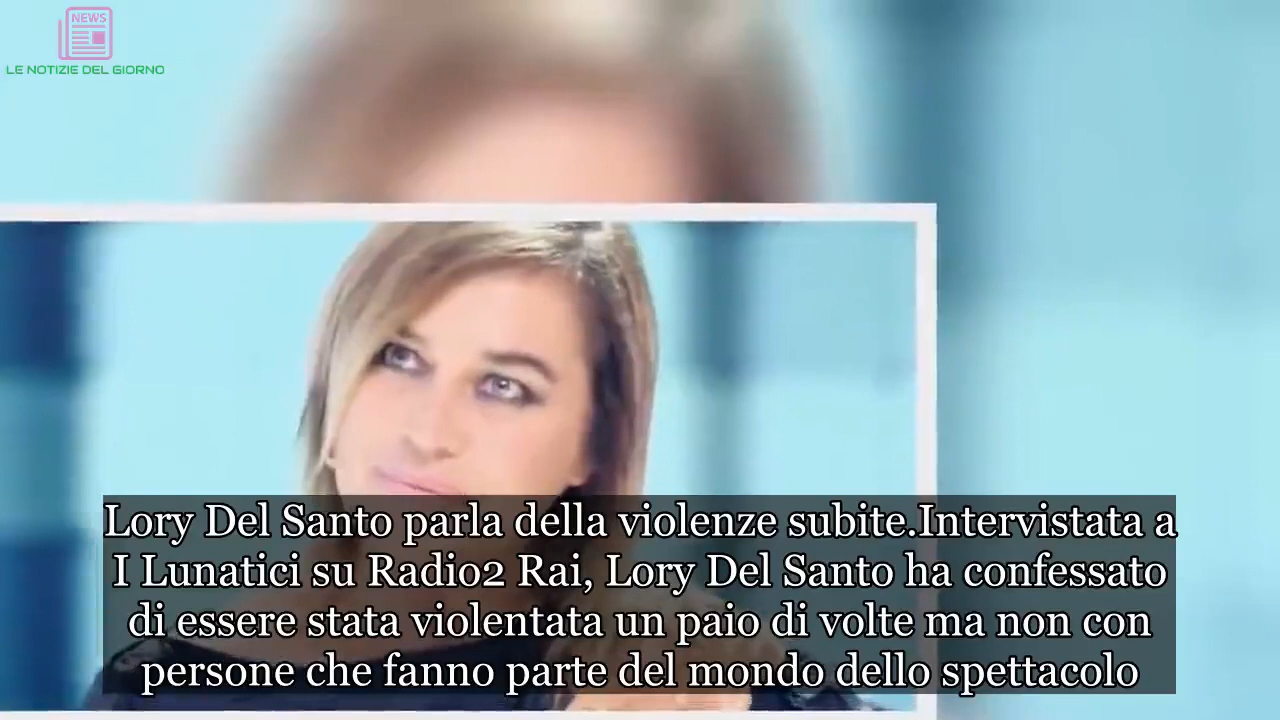 NEWS
LE NOTIZIE DEL GIORNO
Lory Del Santo parla della violenze subite.Intervistata a
I Lunatici su Radio2 Rai, Lory Del Santo ha confessato
di essere stata violentata un paio di volte ma non con
persone che fanno parte del mondo dello spettacolo